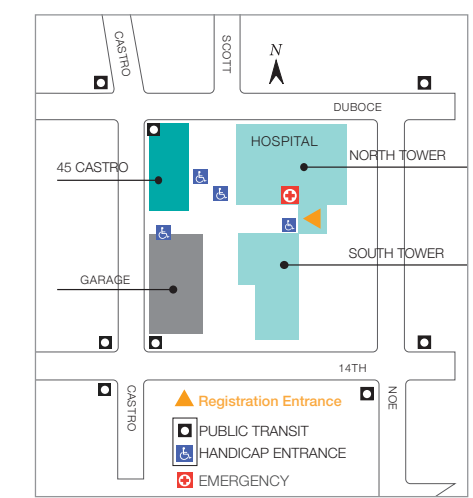 CASTRO
SCOTT
N
DUBOCE
HOSPITAL
NORTH TOWER
45 CASTRO
SOUTH TOWER
GARAGE
14TH
CASTRO
NOE
Registration Entrance
PUBLIC TRANSIT
HANDICAP ENTRANCE
EMERGENCY